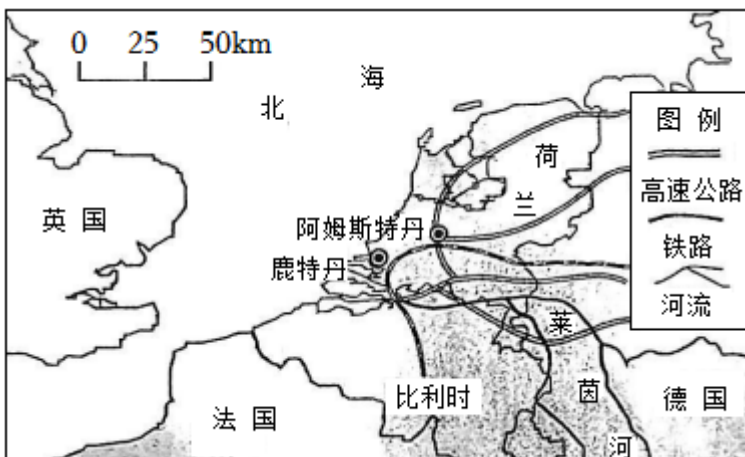 0 25 50km
海
北
图 例
荷
高速公路
英 国
兰
阿姆斯特丹
铁路
鹿特丹
河流
莱
比利时
茵
德 国
法 国
河